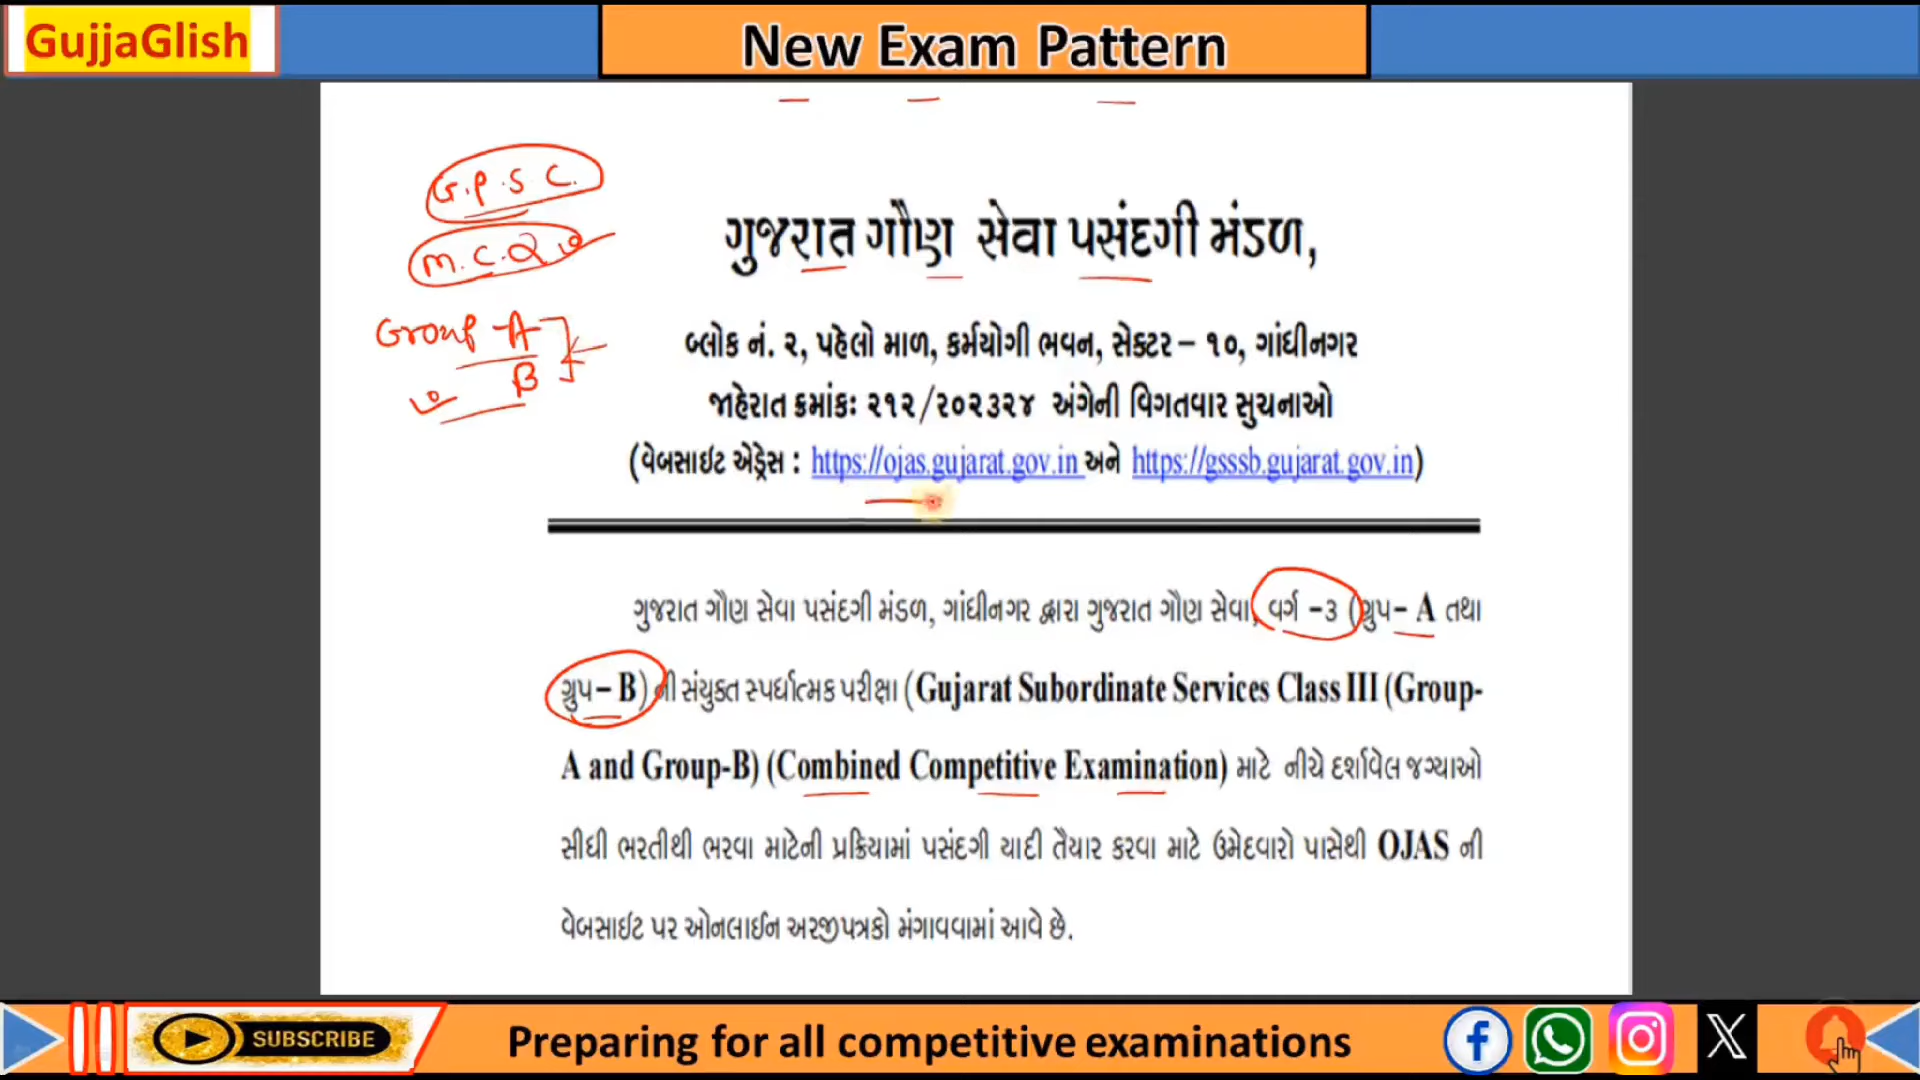 GujjaGlish
New Exam Pattern
G.P.S.C.
M.C.Q
Group -A
B
ગુજરાત ગૌણ સેવા પસંદગી મંડળ,
બ્લોક નં. ૨, પહેલો માળ, કર્મયોગી ભવન, સેક્ટર – ૧૦, ગાંધીનગર
જાહેરાત ક્રમાંકઃ ૨૧૨/૨૦૨૩૨૪ અંગેની વિગતવાર સુચનાઓ
(વેબસાઈટ એડ્રેસ : https://ojas.gujarat.gov.in અને https://gsssb.gujarat.gov.in)
ગુજરાત ગૌણ સેવા પસંદગી મંડળ, ગાંધીનગર દ્વારા ગુજરાત ગૌણ સેવા, વર્ગ -૩ (ગ્રુપ- A તથા
ગ્રુપ– B) ની સંયુક્ત સ્પર્ધાત્મક પરીક્ષા (Gujarat Subordinate Services Class III (Group-
A and Group-B) (Combined Competitive Examination) માટે નીચે દર્શાવેલ જગ્યાઓ
સીધી ભરતીથી ભરવા માટેની પ્રક્રિયામાં પસંદગી યાદી તૈયાર કરવા માટે ઉમેદવારો પાસેથી OJAS ની
વેબસાઈટ પર ઓનલાઈન અરજીપત્રકો મંગાવવામાં આવે છે.
SUBSCRIBE
Preparing for all competitive examinations